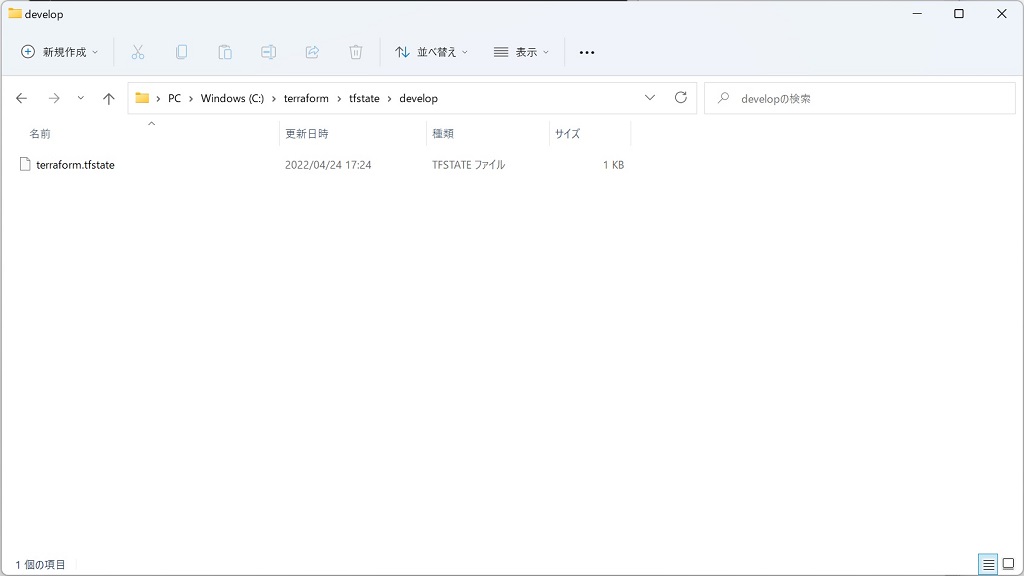 develop
新規作成 並べ替え 表示
PC Windows (C:) terraform tfstate develop developの検索
名前 更新日時 種類 サイズ
terraform.tfstate 2022/04/24 17:24 TFSTATE ファイル 1 KB
1 個の項目